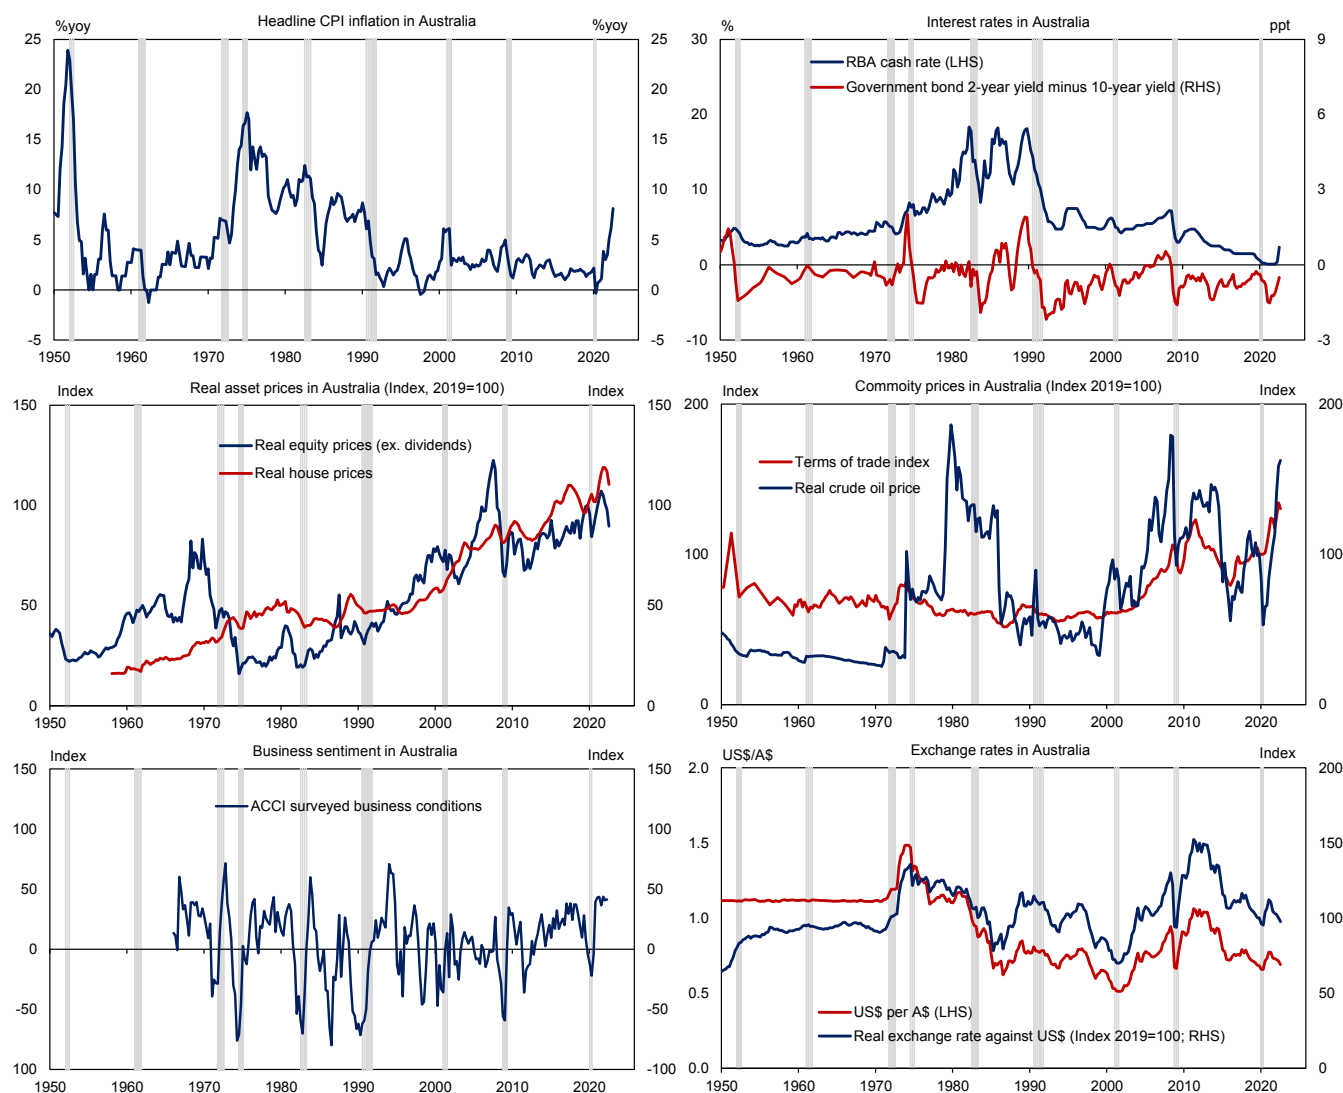 Headline CPI inflation in Australia
%yoy %yoy
25 25
20 20
15 15
10 10
5 5
0 0
-5 -5
1950 1960 1970 1980 1990 2000 2010 2020
Interest rates in Australia
% ppt
30 9
RBA cash rate (LHS)
Government bond 2-year yield minus 10-year yield (RHS)
20 6
10 3
0 0
-10 -3
1950 1960 1970 1980 1990 2000 2010 2020
Real asset prices in Australia (Index, 2019=100)
Index Index
150 150
Real equity prices (ex. dividends)
Real house prices
100 100
50 50
0 0
1950 1960 1970 1980 1990 2000 2010 2020
Commoity prices in Australia (Index 2019=100)
Index Index
200 200
Terms of trade index
Real crude oil price
100 100
0 0
1950 1960 1970 1980 1990 2000 2010 2020
Business sentiment in Australia
Index Index
150 150
ACCI surveyed business conditions
100 100
50 50
0 0
-50 -50
100 -100
1950 1960 1970 1980 1990 2000 2010 2020
Exchange rates in Australia
US$/A$ Index
2.0 200
1.5 150
1.0 100
0.5 50
US$ per A$ (LHS)
Real exchange rate against US$ (Index 2019=100; RHS)
0.0 0
1950 1960 1970 1980 1990 2000 2010 2020